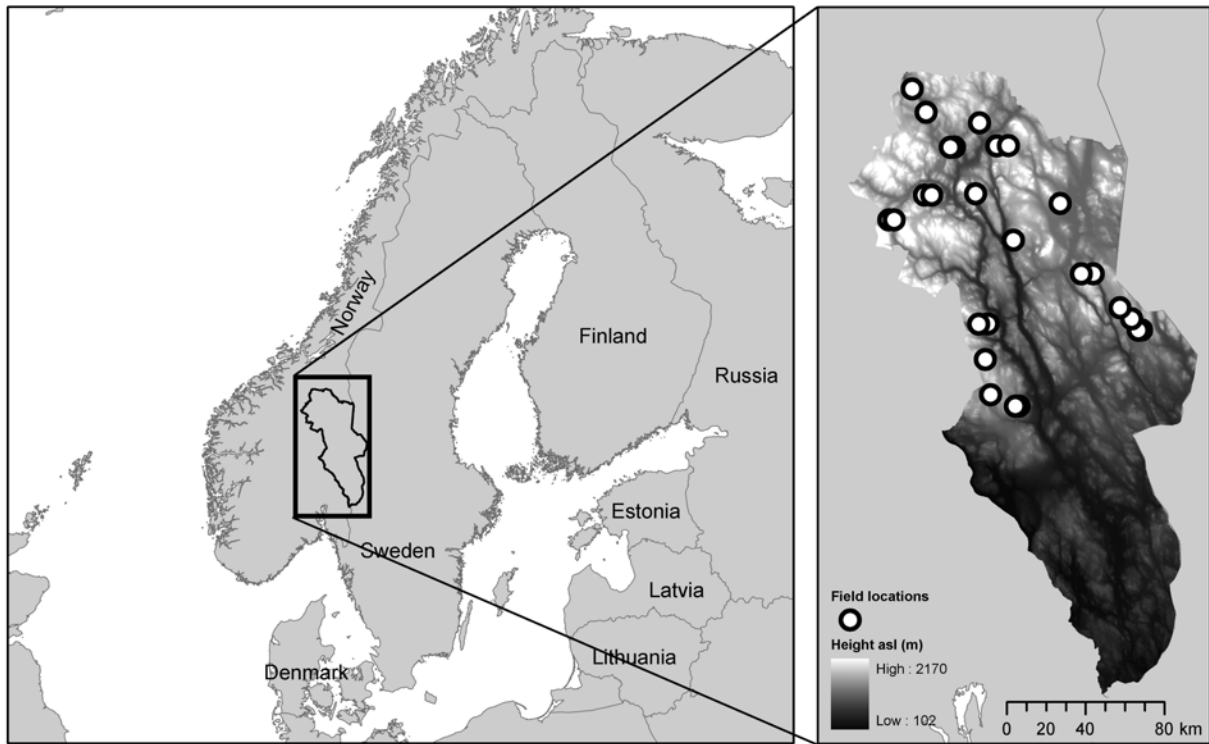 Norway
Finland
Russia
Sweden
Estonia
Latvia
Lithuania
Denmark
Field locations
Height asl (m)
High : 2170
Low : 102
0 20 40 80 km